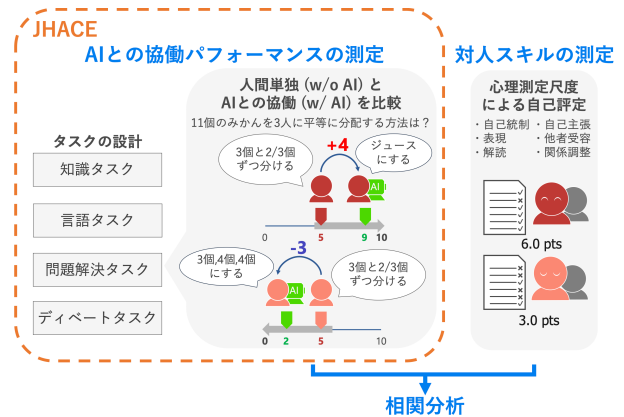 JHACE
AIとの協働パフォーマンスの測定
タスクの設計
知識タスク
言語タスク
問題解決タスク
ディベートタスク
人間単独 (w/o AI) と
AIとの協働 (w/ AI) を比較
11個のみかんを3人に平等に分配する方法は？
+4
3個と2/3個
ずつ分ける
ジュース
にする
AI
0
5
9
10
-3
3個,4個,4個
にする
3個と2/3個
ずつ分ける
AI
0
2
5
10
対人スキルの測定
心理測定尺度
による自己評定
・自己統制
・自己主張
・表現
・他者受容
・解読
・関係調整
6.0 pts
3.0 pts
相関分析